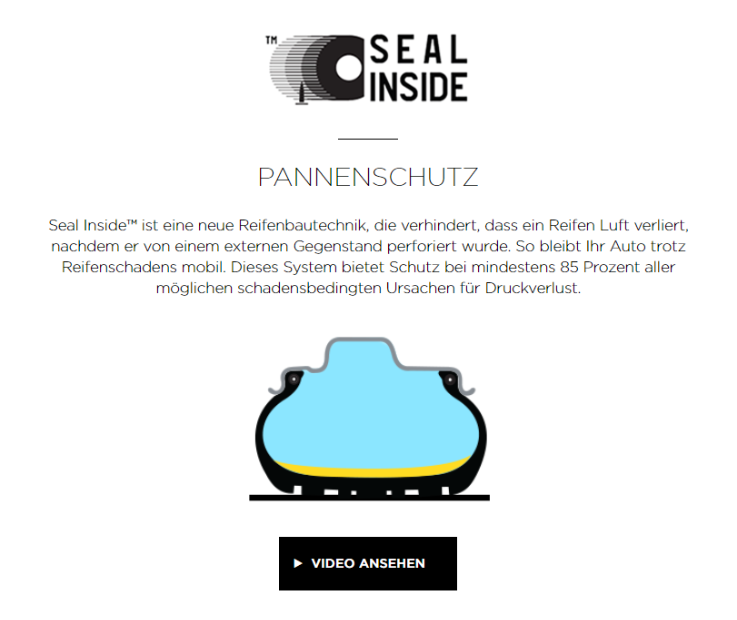 TM SEAL
INSIDE
PANNENSCHUTZ
Seal Inside™ ist eine neue Reifenbautechnik, die verhindert, dass ein Reifen Luft verliert,
nachdem er von einem externen Gegenstand perforiert wurde. So bleibt Ihr Auto trotz
Reifenschadens mobil. Dieses System bietet Schutz bei mindestens 85 Prozent aller
möglichen schadensbedingten Ursachen für Druckverlust.
VIDEO ANSEHEN